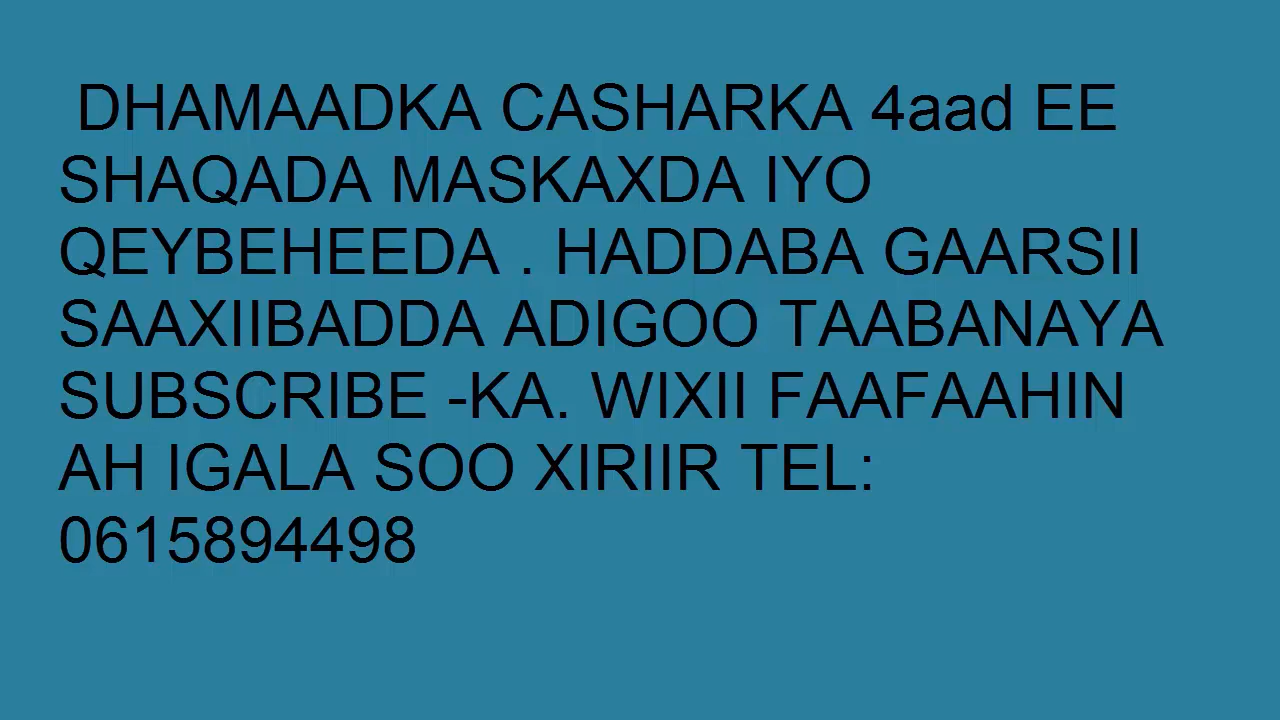 DHAMAADKA CASHARKA 4aad EE
SHAQADA MASKAXDA IYO
QEYBEHEEDA . HADDABA GAARSII
SAAXIIBADDA ADIGOO TAABANAYA
SUBSCRIBE -KA. WIXII FAAFAAHIN
AH IGALA SOO XIRIIR TEL:
0615894498